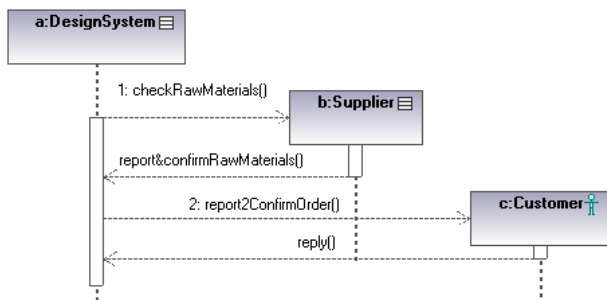 a:DesignSystem
1: checkRawMaterials()
b:Supplier
report&confirmRawMaterials()
2: report2ConfirmOrder()
c:Customer
reply()